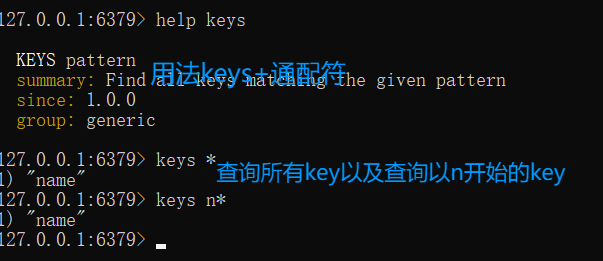 127.0.0.1:6379> help keys
KEYS pattern
用法keys+通配符
summary: Find all keys matching the given pattern
since: 1.0.0
group: generic
127.0.0.1:6379> keys *
查询所有key以及查询以n开始的key
1) "name"
127.0.0.1:6379> keys n*
1) "name"
127.0.0.1:6379>